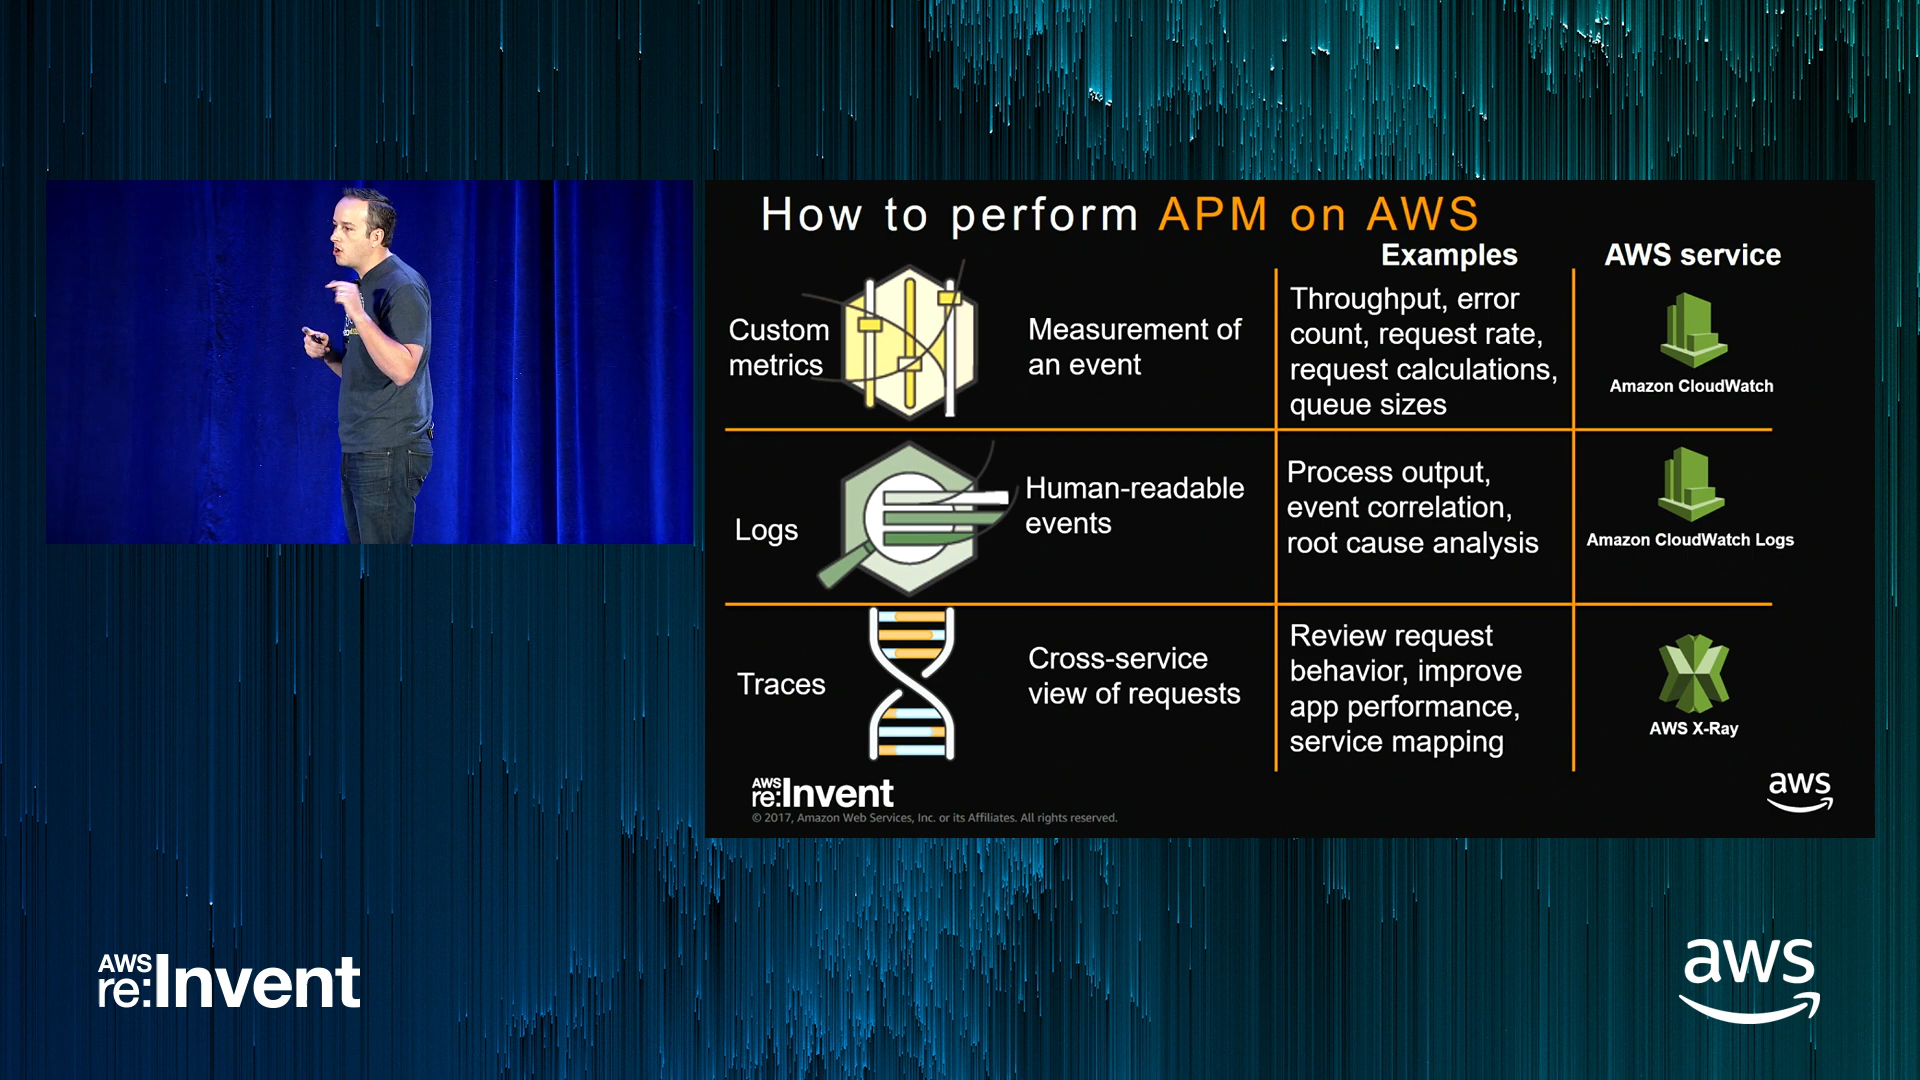 How to perform APM on AWS
Examples
AWS service
Custom
metrics
Measurement of
an event
Throughput, error
count, request rate,
request calculations,
queue sizes
Amazon CloudWatch
Logs
Human-readable
events
Process output,
event correlation,
root cause analysis
Amazon CloudWatch Logs
Traces
Cross-service
view of requests
Review request
behavior, improve
app performance,
service mapping
AWS X-Ray
AWS
re:Invent
© 2017, Amazon Web Services, Inc. or its Affiliates. All rights reserved.
aws
AWS
re:Invent
aws